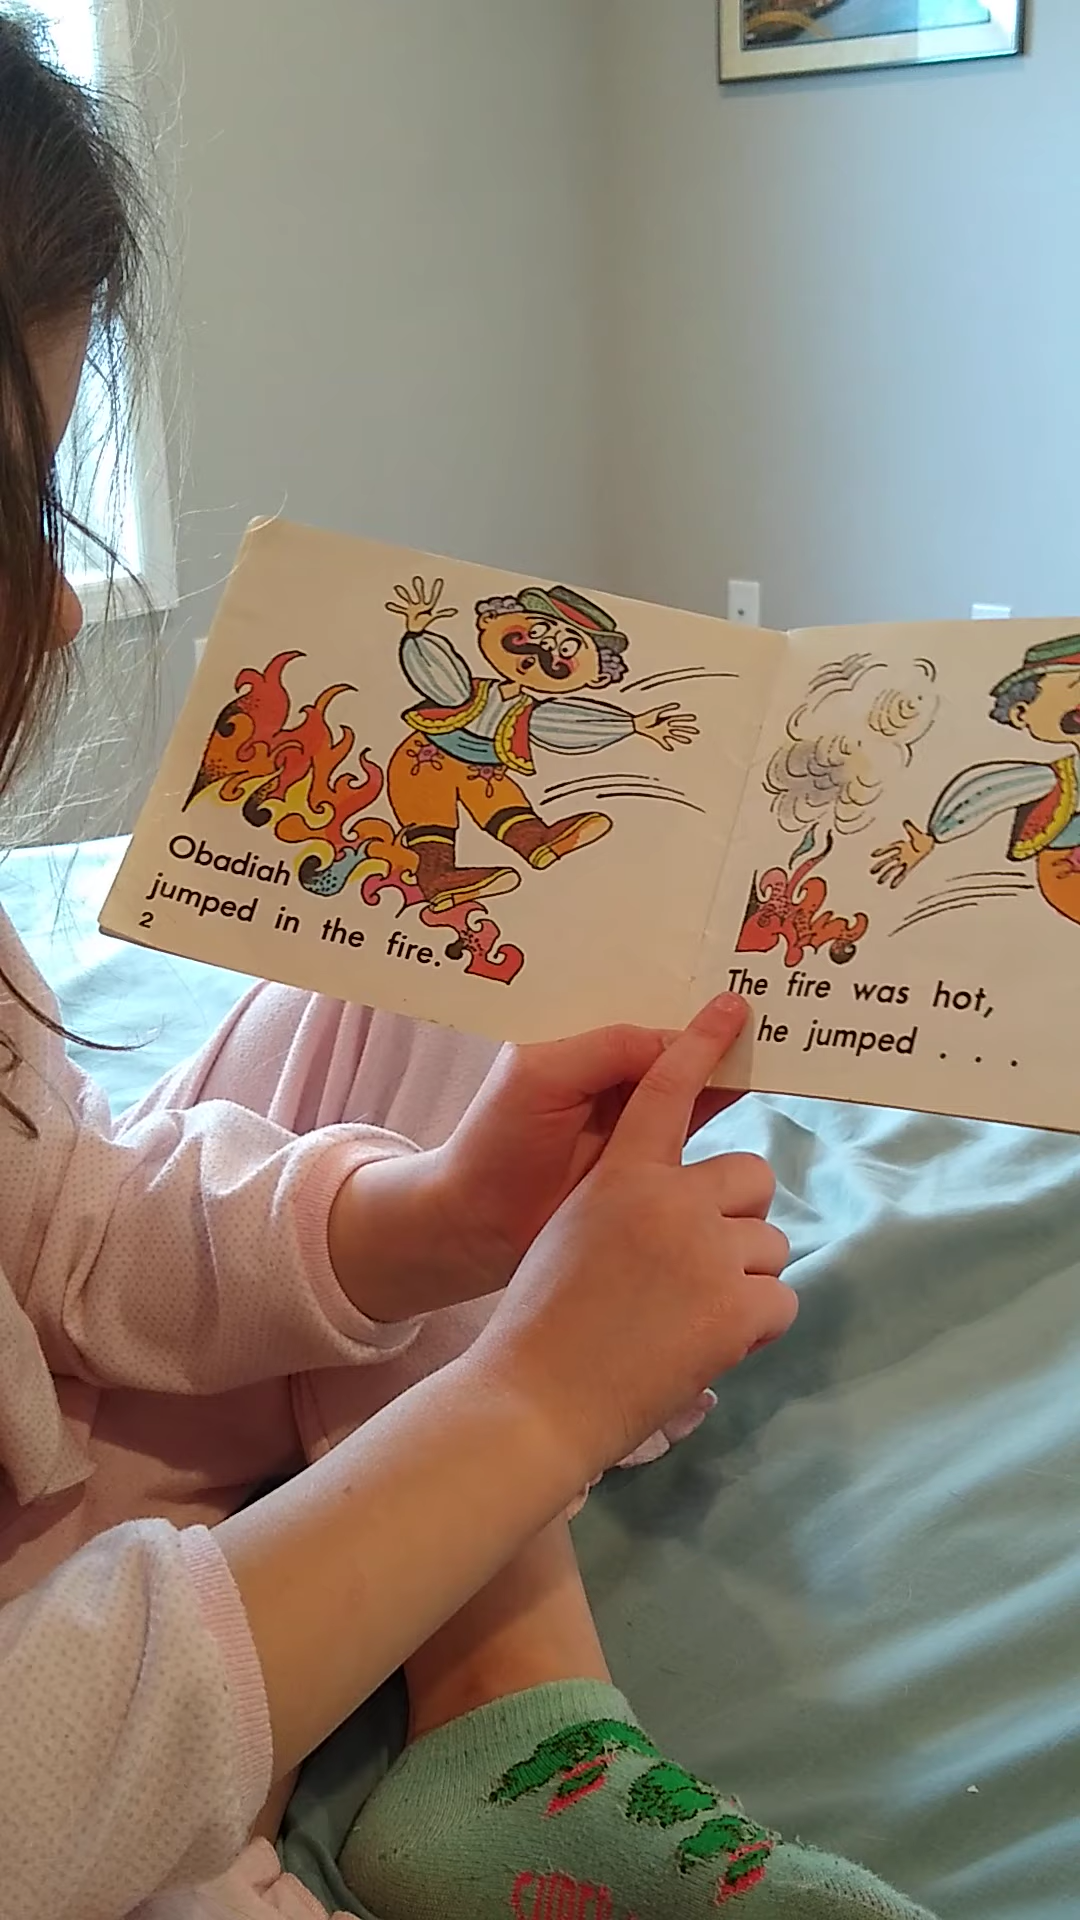 Obadiah
jumped in the fire.
2
The fire was hot,
he jumped . . .